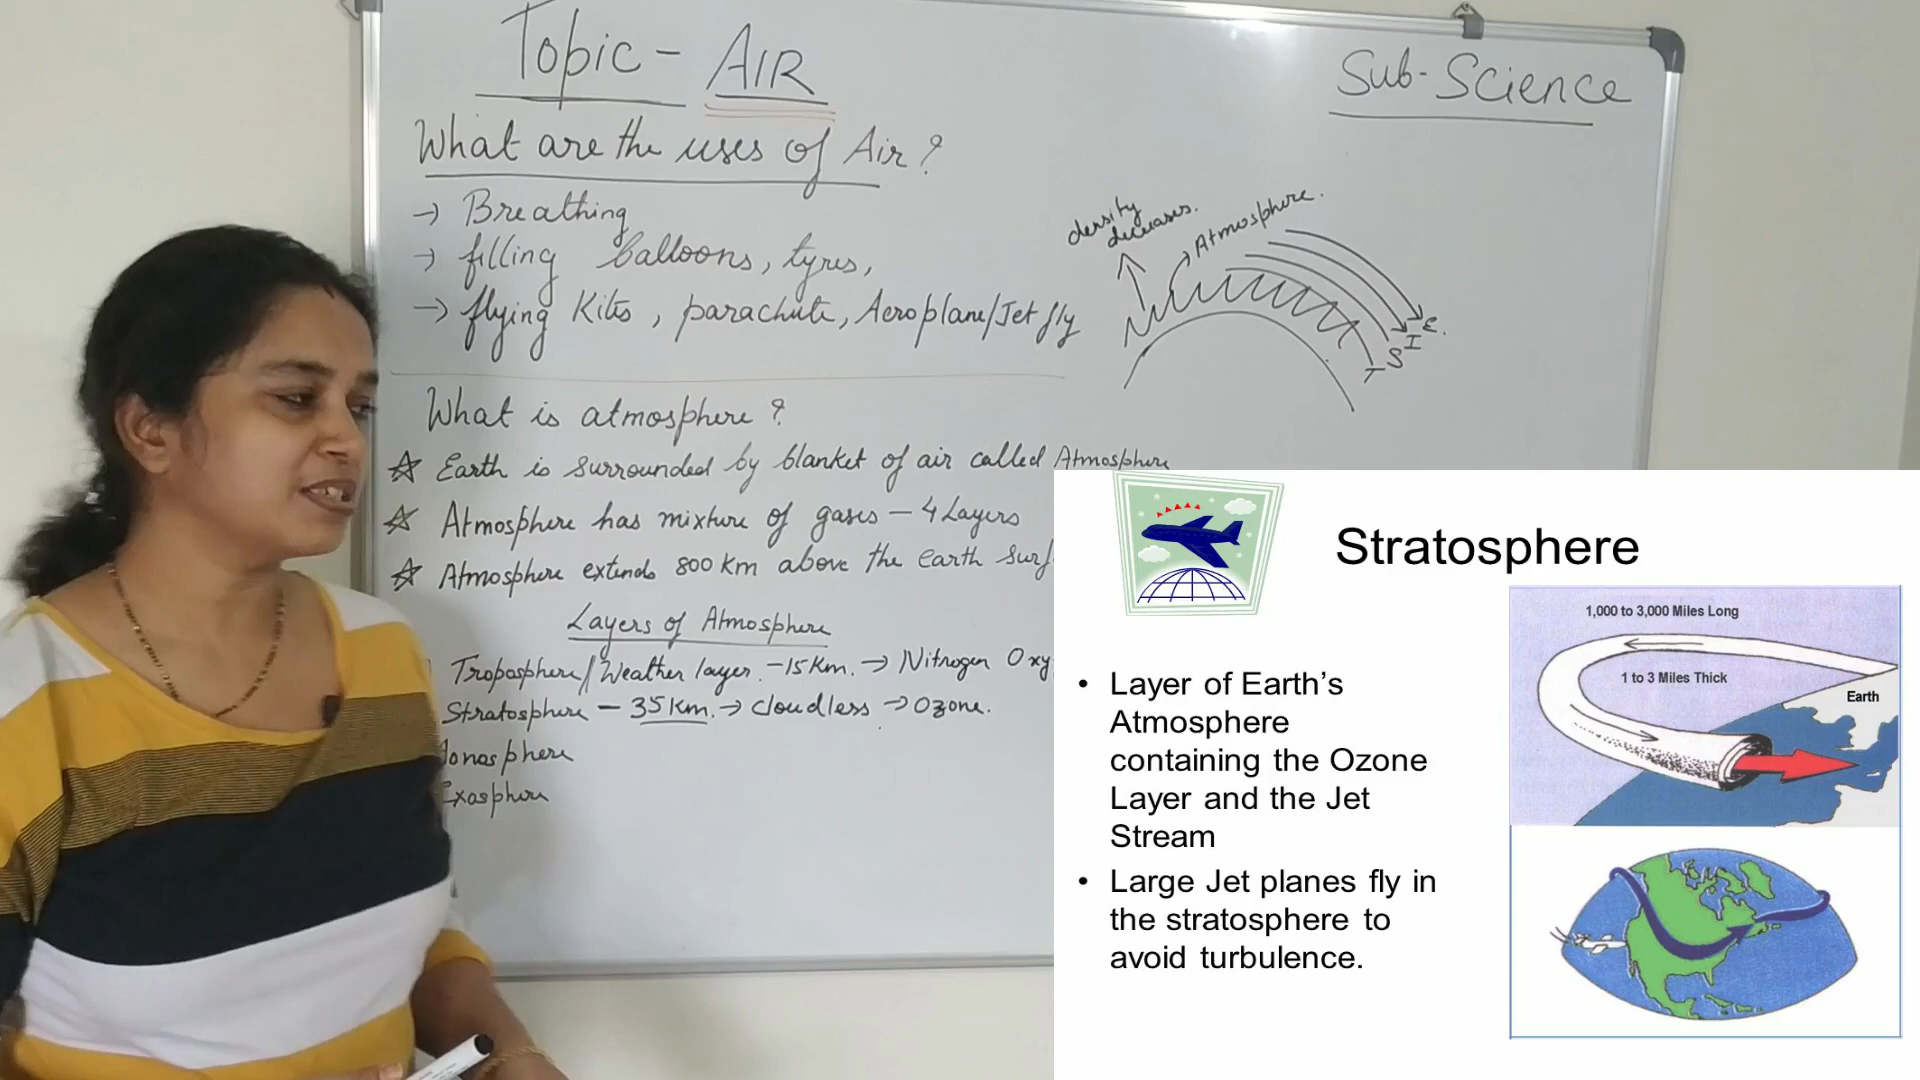 Topic - AIR
Sub-Science
What are the uses of Air?
→ Breathing
→ filling balloons, tyres,
→ flying Kites, parachute, Aeroplane/Jet fly
density decreases.
Atmosphere.
E.
I
S
T
What is atmosphere?
☆ Earth is surrounded by blanket of air called Atmosphere
☆ Atmosphere has mixture of gases - 4 Layers
☆ Atmosphere extends 800 Km above the Earth surf
Layers of Atmosphere
Troposphere/Weather layer. - 15 Km. → Nitrogen Oxy
Stratosphere - 35 Km. → cloudless → Ozone.
Ionosphere
Exosphere
Stratosphere
• Layer of Earth's
Atmosphere
containing the Ozone
Layer and the Jet
Stream
• Large Jet planes fly in
the stratosphere to
avoid turbulence.
1,000 to 3,000 Miles Long
1 to 3 Miles Thick
Earth